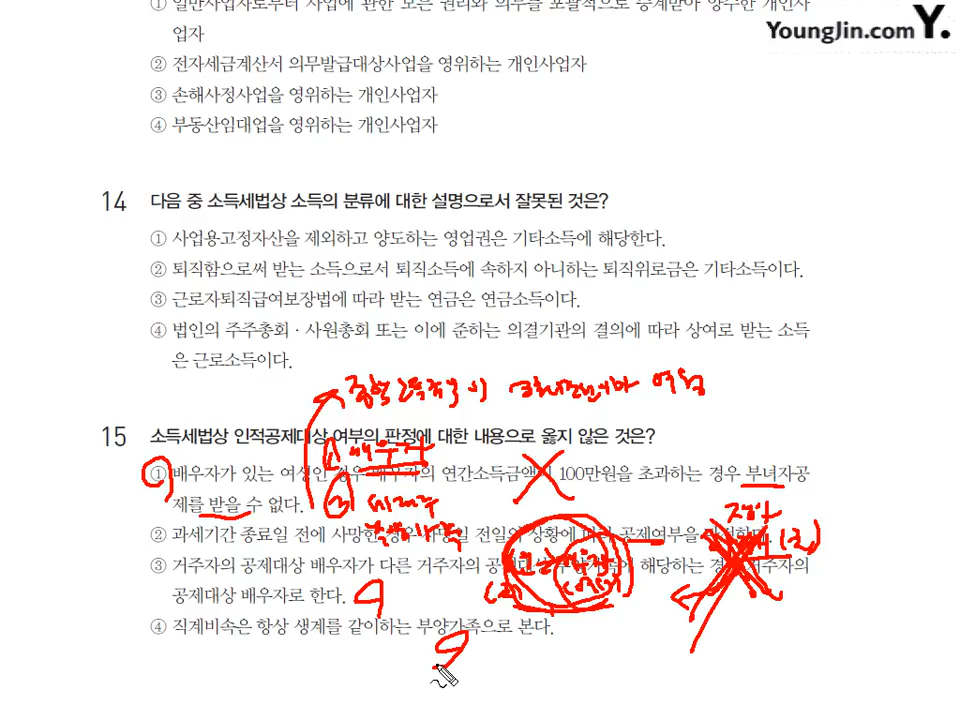 ① 일반사업자로부터 사업에 관한 모든 권리와 의무를 포괄적으로 승계받아 양수한 개인사
업자
YoungJin.com Y.
② 전자세금계산서 의무발급대상사업을 영위하는 개인사업자
③ 손해사정사업을 영위하는 개인사업자
④ 부동산임대업을 영위하는 개인사업자
14 다음 중 소득세법상 소득의 분류에 대한 설명으로서 잘못된 것은?
① 사업용고정자산을 제외하고 양도하는 영업권은 기타소득에 해당한다.
② 퇴직함으로써 받는 소득으로서 퇴직소득에 속하지 아니하는 퇴직위로금은 기타소득이다.
③ 근로자퇴직급여보장법에 따라 받는 연금은 연금소득이다.
④ 법인의 주주총회·사원총회 또는 이에 준하는 의결기관의 결의에 따라 상여로 받는 소득
은 근로소득이다.
15 소득세법상 인적공제대상 여부의 판정에 대한 내용으로 옳지 않은 것은?
① 배우자
① 배우자가 있는 여성인 경우 배우자의 연간소득금액이 100만원을 초과하는 경우 부녀자공
제를 받을 수 없다.
② 세대주
부양가족
② 과세기간 종료일 전에 사망한 경우 사망일 전일의 상황에 따라 공제여부를
③ 거주자의 공제대상 배우자가 다른 거주자의 공제대상 부양가족에 해당하는 경우 거주자의
공제대상 배우자로 한다.
④ 직계비속은 항상 생계를 같이하는 부양가족으로 본다.